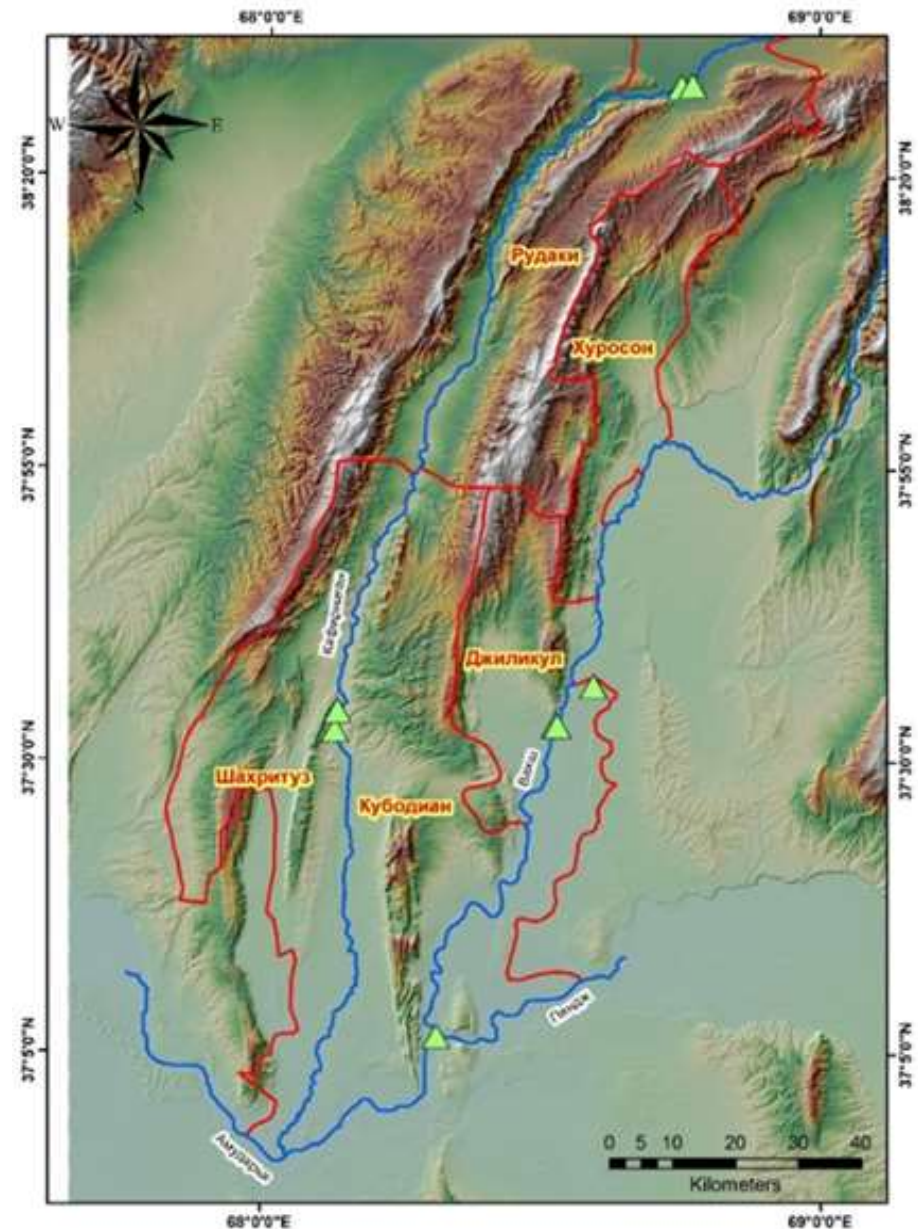 68°0'0"E 69°0'0"E
W E
S
38°20'0"N 38°20'0"N
Рудаки
Хуросон
37°55'0"N 37°55'0"N
Кафирниган
Джиликул
37°30'0"N 37°30'0"N
Вахш
Шахритуз
Кубодиан
Пяндж
37°5'0"N 37°5'0"N
Амударья
0 5 10 20 30 40
Kilometers
68°0'0"E 69°0'0"E